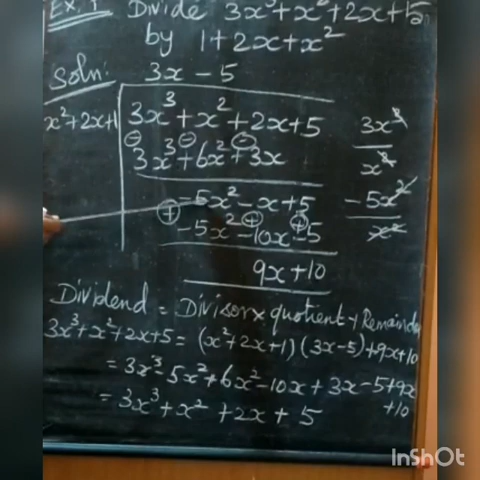 Ex. 1 Divide 3x³+x²+2x+5
by 1+2x+x²
Soln: 3x - 5
x²+2x+1 3x³+x²+2x+5 3x³/x²
⊖ ⊖ ⊖
3x³+6x²+3x
-5x²-x+5 -5x²/x²
⊕ ⊕ ⊕
-5x²-10x-5
9x+10
Dividend = Divisor x quotient + Remainder
3x³+x²+2x+5 = (x²+2x+1)(3x-5)+9x+10
= 3x³-5x²+6x²-10x+3x-5+9x
+10
= 3x³+x²+2x+5
InShOt